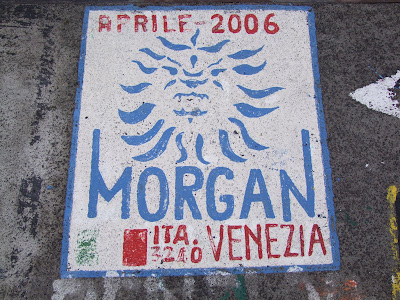 APRILE - 2006
MORGAN
ITA. VENEZIA
3240